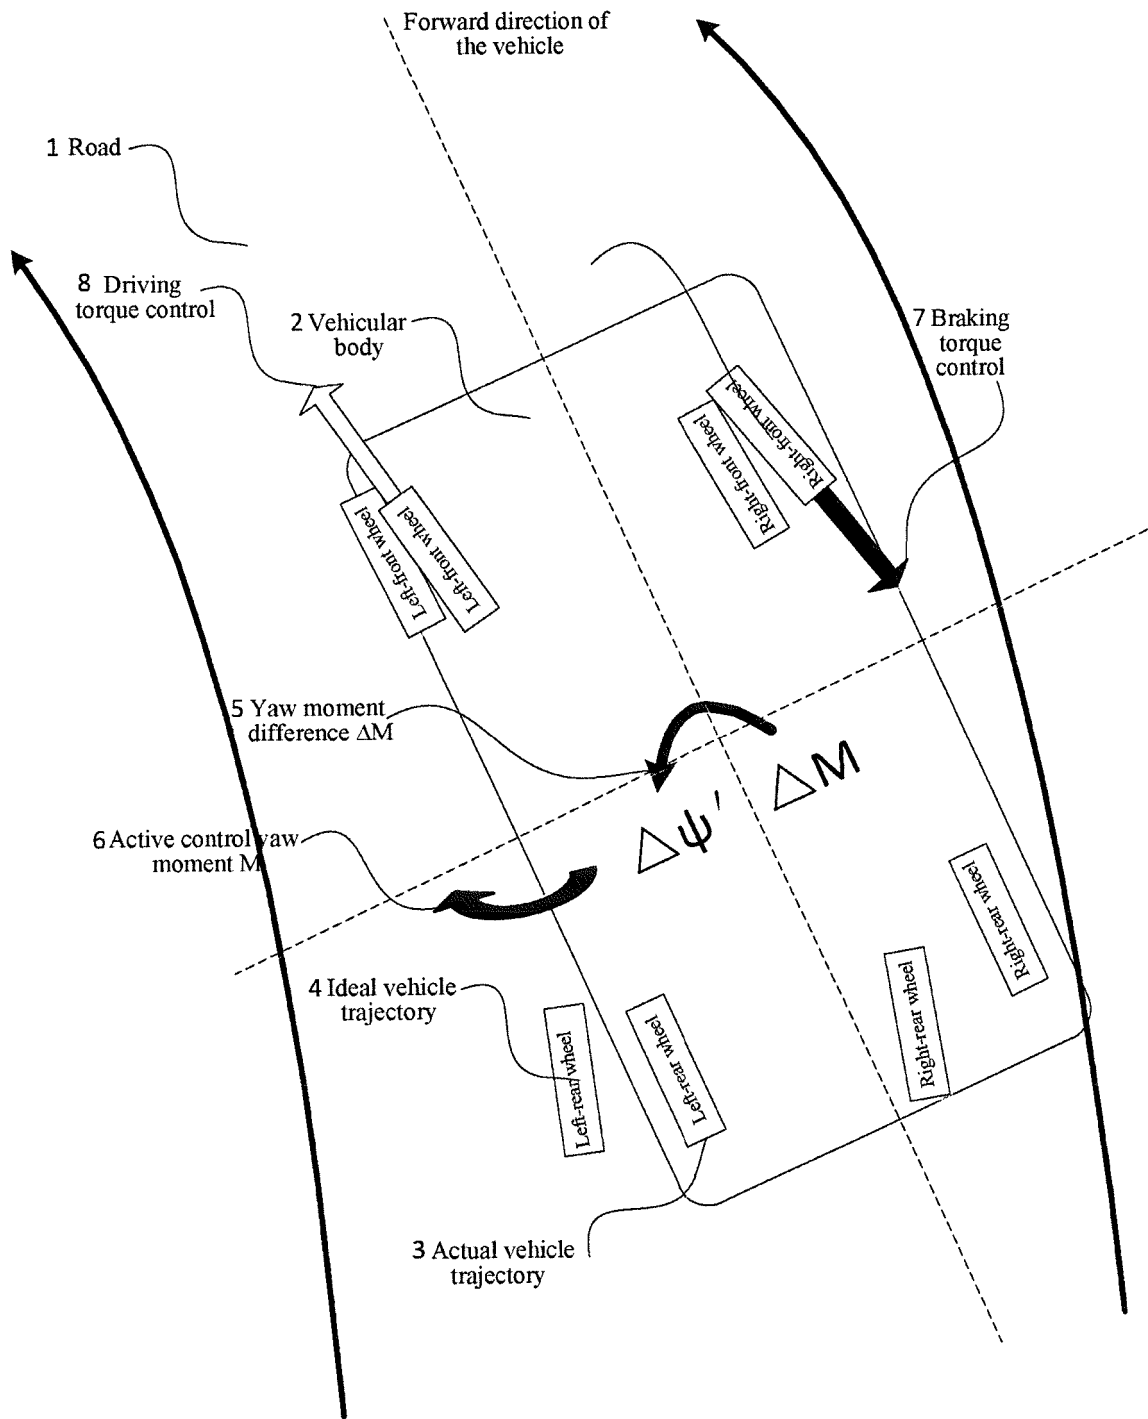 Forward direction of
the vehicle
1 Road
8 Driving
torque control
2 Vehicular
body
7 Braking
torque
control
Right-front wheel
Right-front wheel
Left-front wheel
Left-front wheel
5 Yaw moment
difference ΔM
△M
△ψ'
6 Active control yaw
moment M
Right-rear wheel
Right-rear wheel
4 Ideal vehicle
trajectory
Left-rear wheel
Left-rear wheel
3 Actual vehicle
trajectory